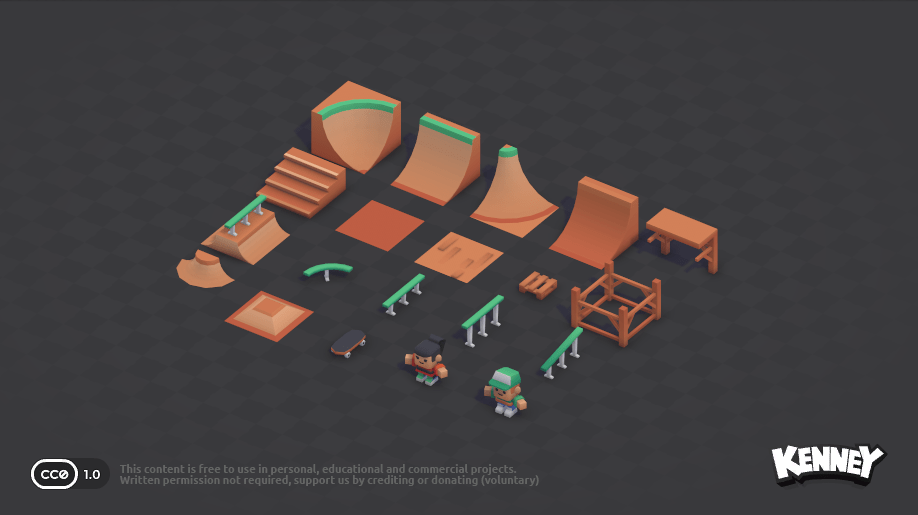 CC0 1.0
This content is free to use in personal, educational and commercial projects.
Written permission not required, support us by crediting or donating (voluntary)
KENNEY